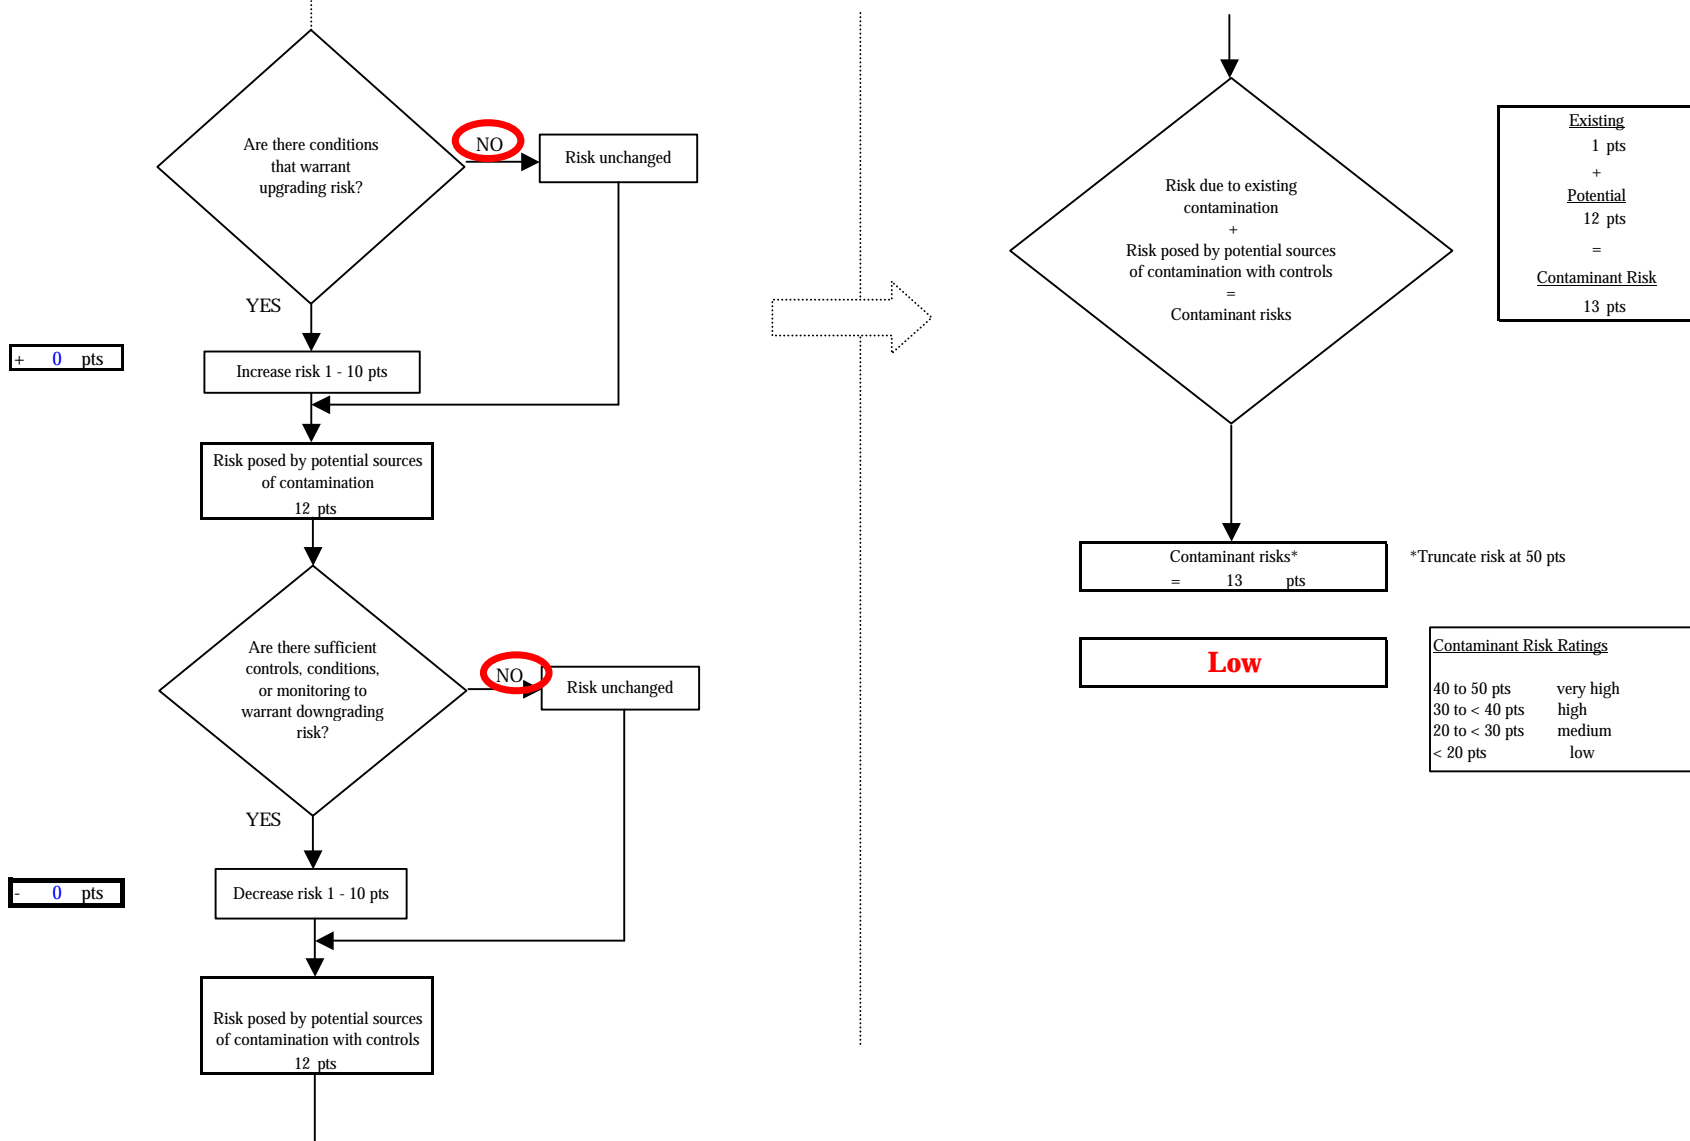 Are there conditions
that warrant
upgrading risk?
NO
Risk unchanged
YES
+ 0 pts
Increase risk 1 - 10 pts
Risk posed by potential sources
of contamination
12 pts
Are there sufficient
controls, conditions,
or monitoring to
warrant downgrading
risk?
NO
Risk unchanged
YES
- 0 pts
Decrease risk 1 - 10 pts
Risk posed by potential sources
of contamination with controls
12 pts
Risk due to existing
contamination
+
Risk posed by potential sources
of contamination with controls
=
Contaminant risks
Existing
1 pts
+
Potential
12 pts
=
Contaminant Risk
13 pts
Contaminant risks*
= 13 pts
*Truncate risk at 50 pts
Low
Contaminant Risk Ratings
40 to 50 pts very high
30 to < 40 pts high
20 to < 30 pts medium
< 20 pts low